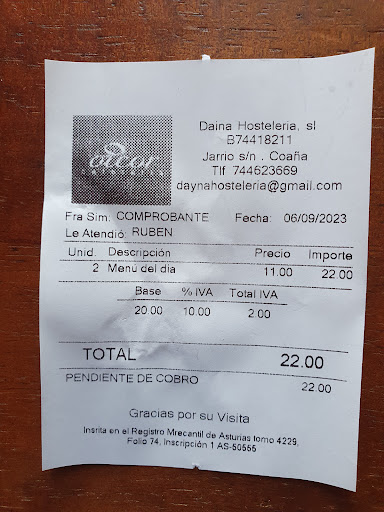 Daina Hosteleria, sl
B74418211
Jarrio s/n . Coaña
Tlf 744623669
daynahosteleria@gmail.com
Fra Sim: COMPROBANTE Fecha: 06/09/2023
Le Atendió: RUBEN
Unid. Descripción Precio Importe
2 Menú del día 11.00 22.00
Base % IVA Total IVA
20.00 10.00 2.00
TOTAL 22.00
PENDIENTE DE COBRO 22.00
Gracias por su Visita
Insrita en el Registro Mrecantil de Asturias tomo 4229,
Folio 74, Inscripción 1 AS-50555